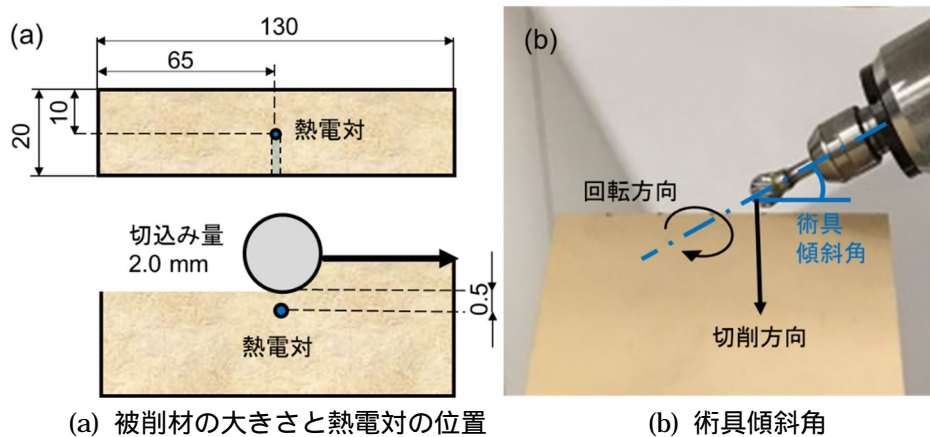 (a)
130
65
10
20
熱電対
切込み量
2.0 mm
0.5
熱電対
(b)
回転方向
術具
傾斜角
切削方向
(a) 被削材の大きさと熱電対の位置
(b) 術具傾斜角